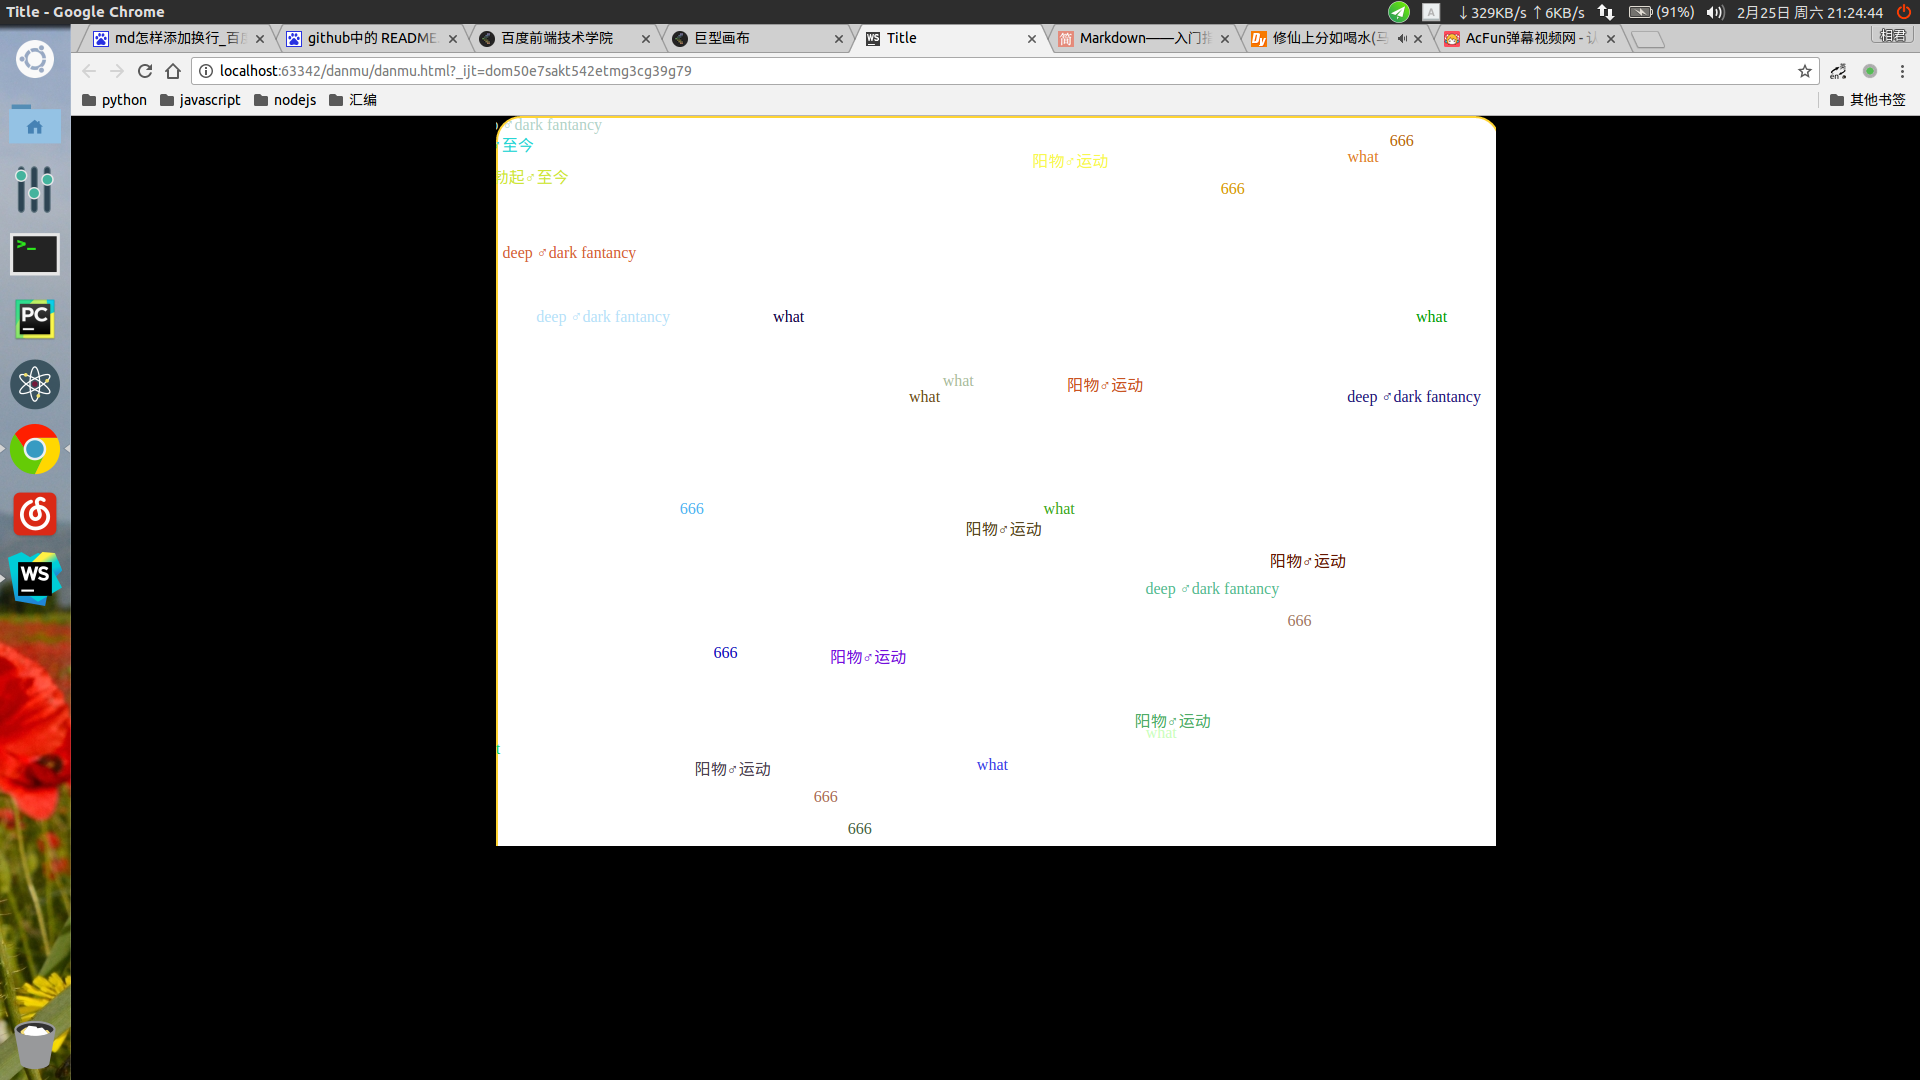 Title - Google Chrome
↓329KB/s ↑6KB/s
(91%)
2月25日 周六 21:24:44
md怎样添加换行_百
github中的 README
百度前端技术学院
巨型画布
Title
Markdown——入门
修仙上分如喝水(
AcFun弹幕视频网 -
相君
localhost:63342/danmu/danmu.html?_ijt=dom50e7sakt542etmg3cg39g79
python
javascript
nodejs
汇编
其他书签
♂dark fantancy
666
♂至今
what
阳物♂运动
勃起♂至今
666
deep ♂dark fantancy
deep ♂dark fantancy
what
what
what
阳物♂运动
what
deep ♂dark fantancy
666
what
阳物♂运动
阳物♂运动
deep ♂dark fantancy
666
666
阳物♂运动
阳物♂运动
what
t
阳物♂运动
what
666
666
PC
WS